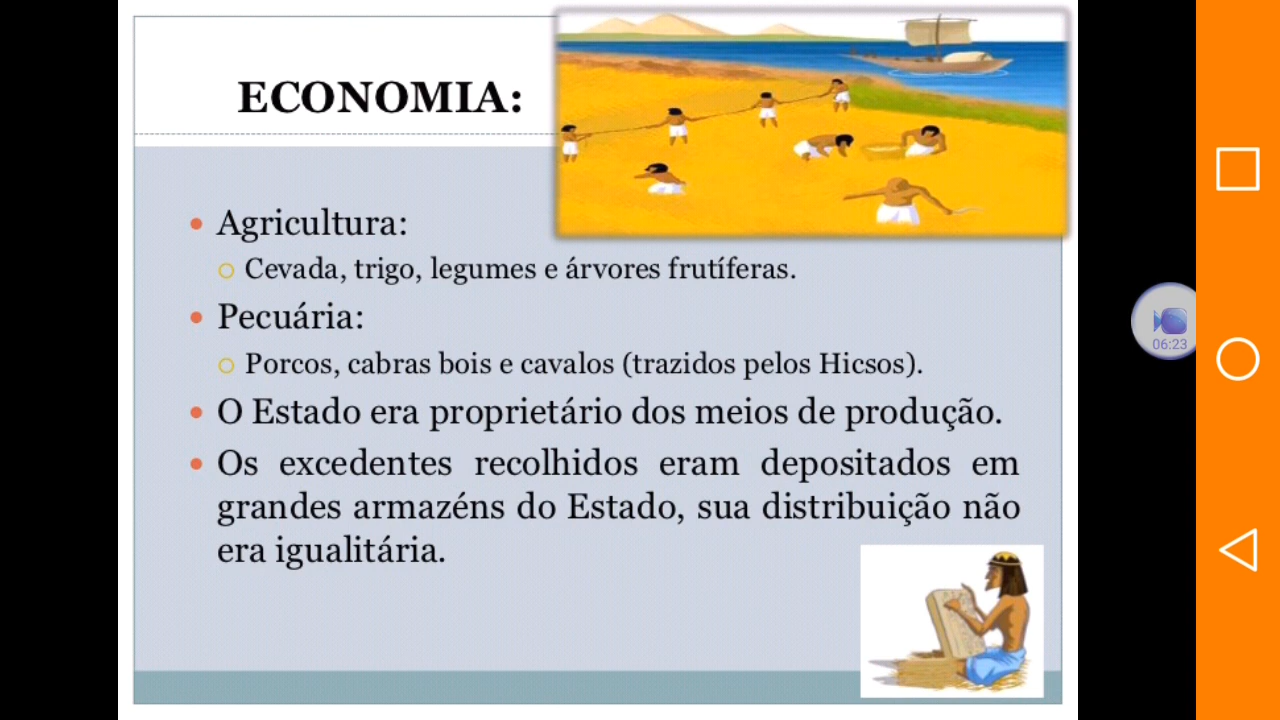 ECONOMIA:
Agricultura:
Cevada, trigo, legumes e árvores frutíferas.
Pecuária:
Porcos, cabras bois e cavalos (trazidos pelos Hicsos).
O Estado era proprietário dos meios de produção.
Os excedentes recolhidos eram depositados em
grandes armazéns do Estado, sua distribuição não
era igualitária.
06:23